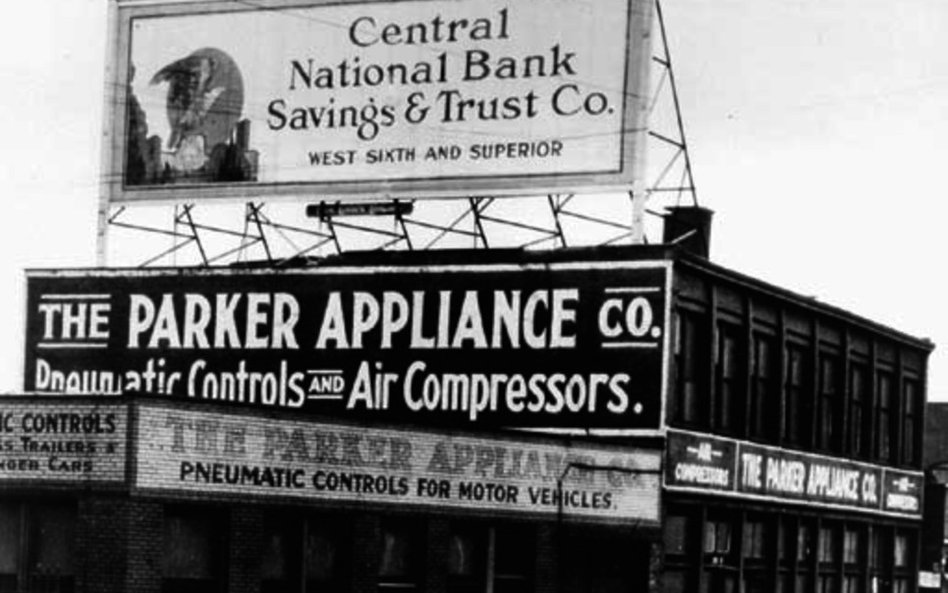 Central
National Bank
Savings & Trust Co.
WEST SIXTH AND SUPERIOR
THE PARKER APPLIANCE CO.
Pneumatic Controls AND Air Compressors.
IC CONTROLS
TRAILERS &
CARS
THE PARKER APPLIANCE CO.
PNEUMATIC CONTROLS FOR MOTOR VEHICLES.
AIR
COMPRESSORS
THE PARKER APPLIANCE CO.